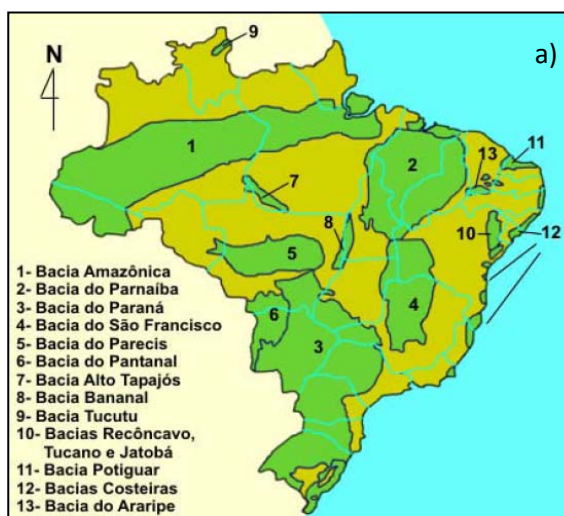 a)
N
9
1
2
13
11
7
8
10
12
5
4
6
3
1- Bacia Amazônica
2- Bacia do Parnaíba
3- Bacia do Paraná
4- Bacia do São Francisco
5- Bacia do Parecis
6- Bacia do Pantanal
7- Bacia Alto Tapajós
8- Bacia Bananal
9- Bacia Tucutu
10- Bacias Recôncavo,
Tucano e Jatobá
11- Bacia Potiguar
12- Bacias Costeiras
13- Bacia do Araripe